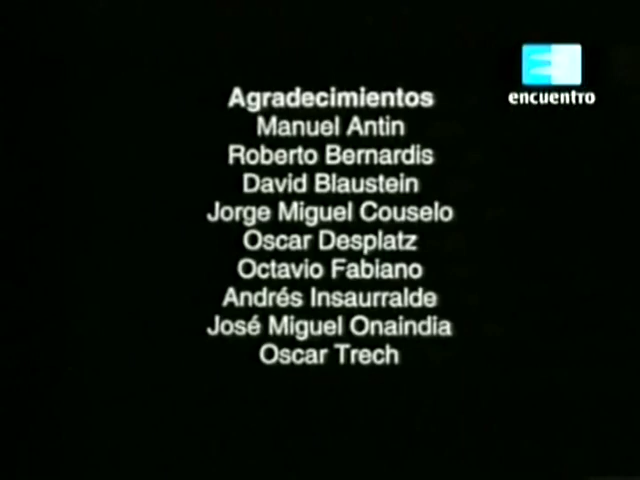 Agradecimientos
Manuel Antin
Roberto Bernardis
David Blaustein
Jorge Miguel Couselo
Oscar Desplatz
Octavio Fabiano
Andrés Insaurralde
José Miguel Onaindia
Oscar Trech
encuentro